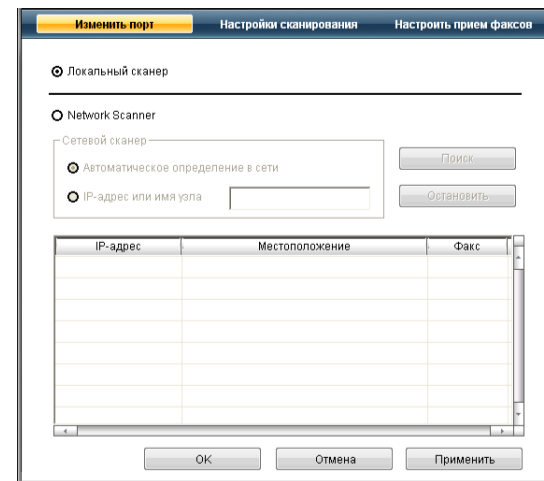 Изменить порт Настройки сканирования Настроить прием факсов
Локальный сканер
Network Scanner
Сетевой сканер
Автоматическое определение в сети
Поиск
IP-адрес или имя узла
Остановить
IP-адрес Местоположение Факс
OK Отмена Применить